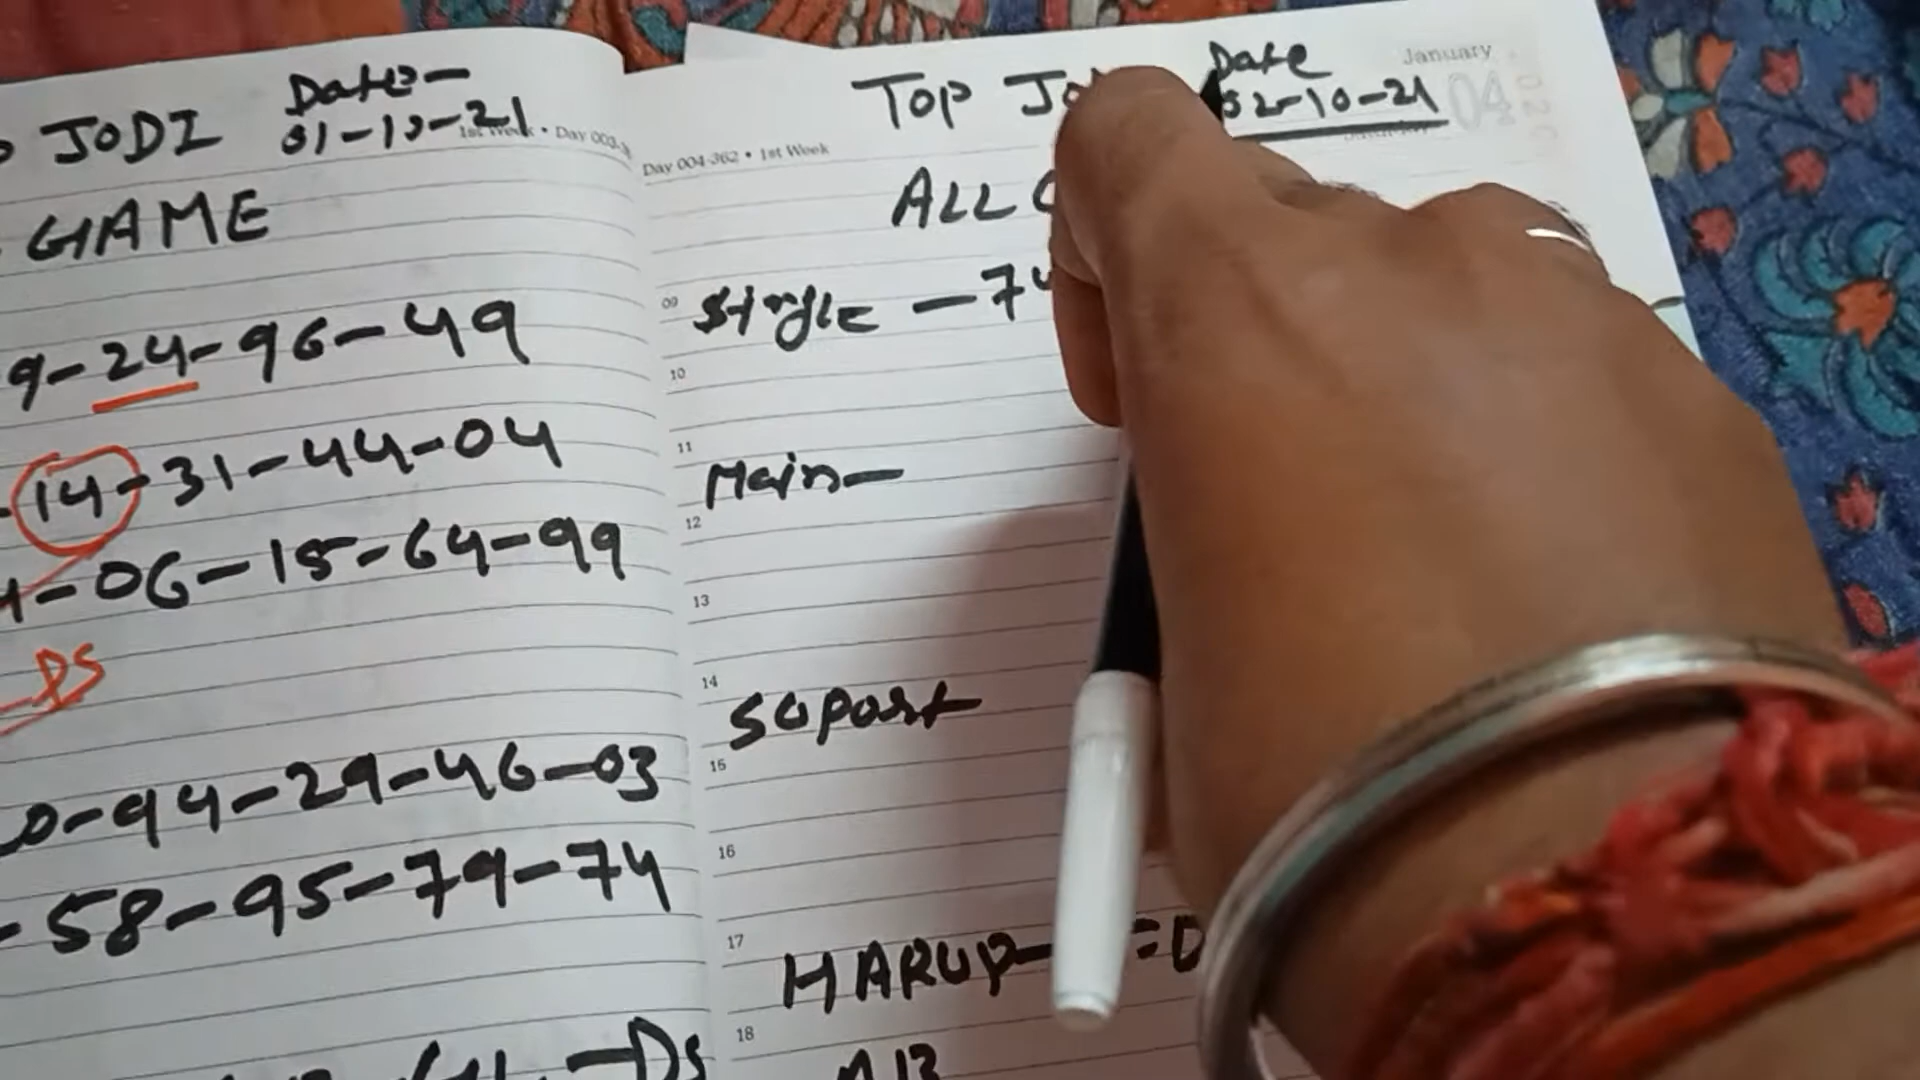 JODI Date-
01-10-21
1st Week • Day 003-
GAME
9-24-96-49
14-31-44-04
-06-15-64-99
-DS
0-94-29-46-03
-58-95-79-74
-DS
January
04
TOP Date
02-10-21
Day 004-362 • 1st Week
ALL
09 Single -74
10
11
Main-
12
13
14
Soport
15
16
17
HARUP- =0
18